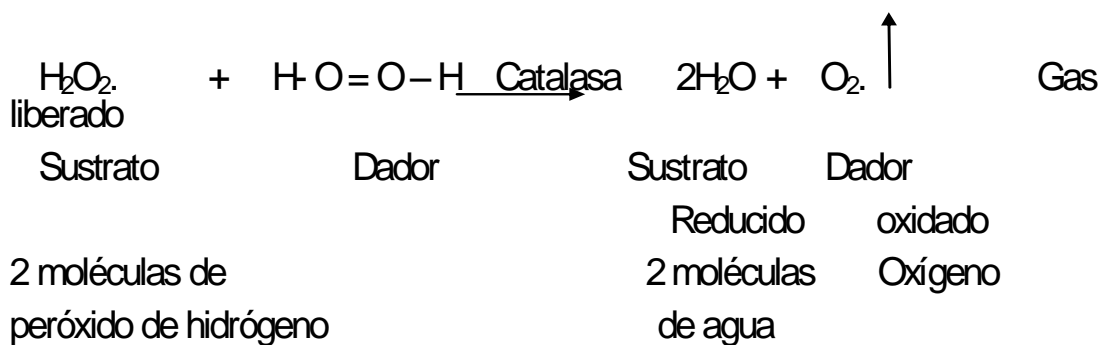 H₂O₂. + H- O = O – H Catalasa 2H₂O + O₂. Gas
liberado
Sustrato Dador Sustrato Dador
Reducido oxidado
2 moléculas de 2 moléculas Oxígeno
peróxido de hidrógeno de agua